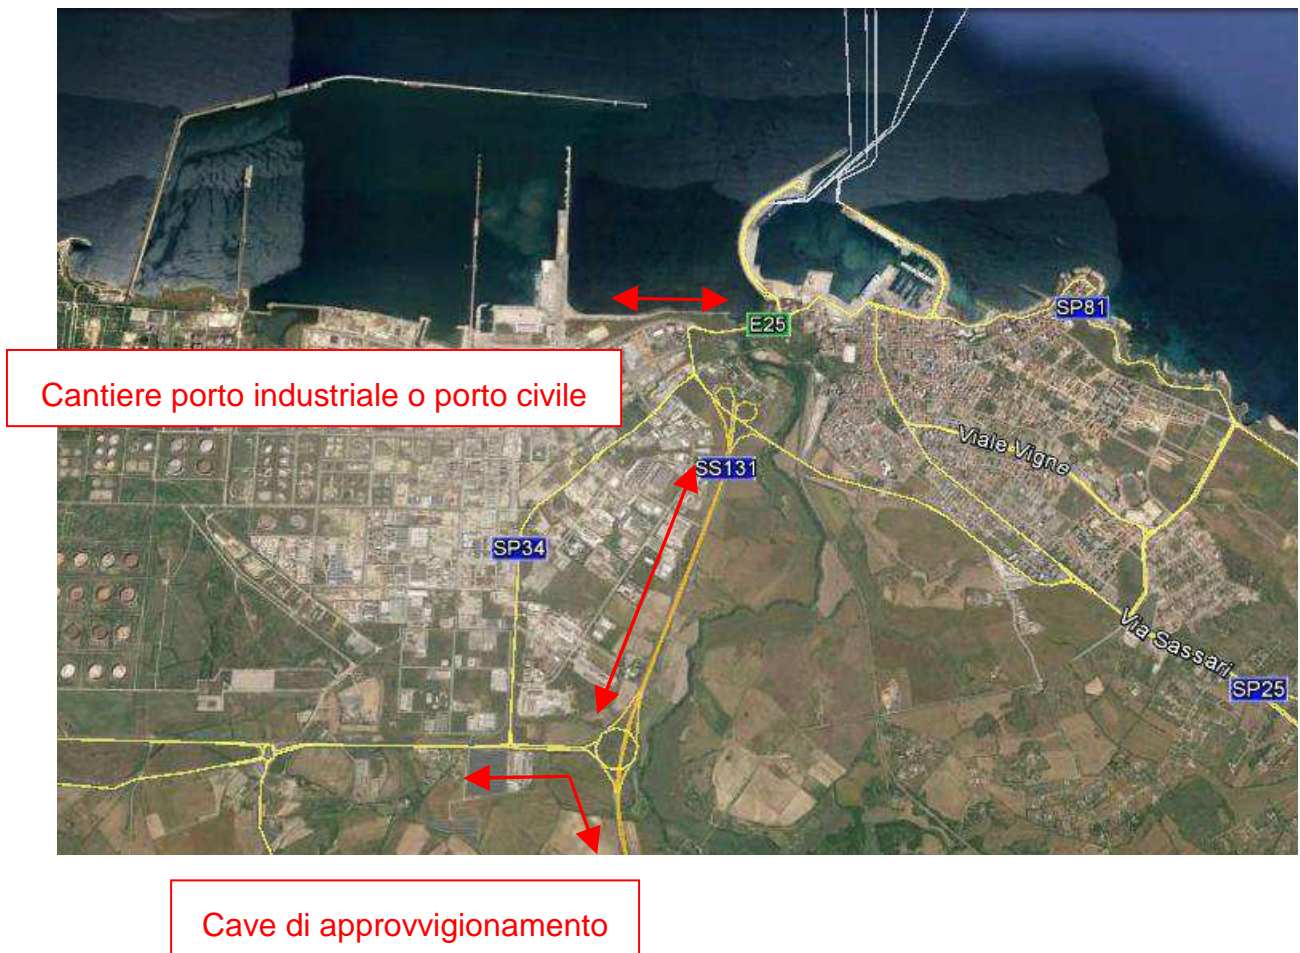 E25
SP81
Cantiere porto industriale o porto civile
Viale Vigne
SS131
SP34
Via Sassari
SP25
Cave di approvvigionamento